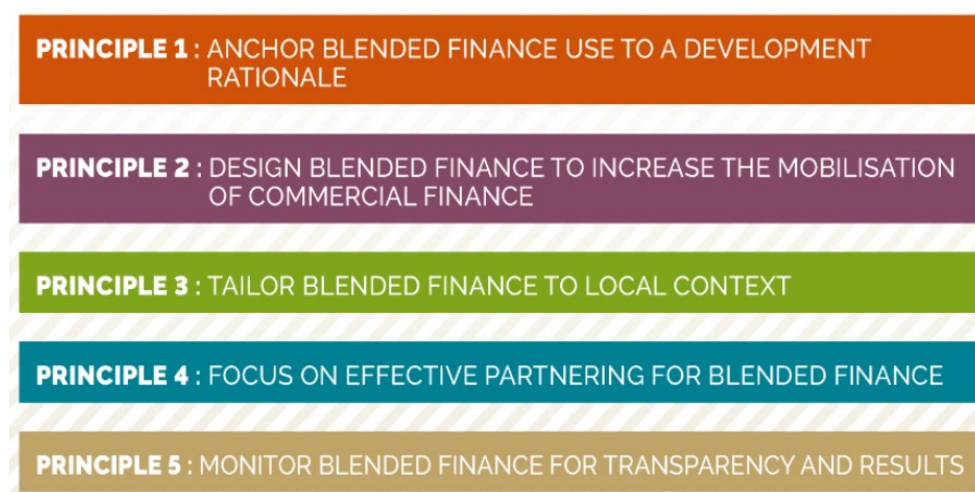 PRINCIPLE 1 : ANCHOR BLENDED FINANCE USE TO A DEVELOPMENT
RATIONALE
PRINCIPLE 2 : DESIGN BLENDED FINANCE TO INCREASE THE MOBILISATION
OF COMMERCIAL FINANCE
PRINCIPLE 3 : TAILOR BLENDED FINANCE TO LOCAL CONTEXT
PRINCIPLE 4 : FOCUS ON EFFECTIVE PARTNERING FOR BLENDED FINANCE
PRINCIPLE 5 : MONITOR BLENDED FINANCE FOR TRANSPARENCY AND RESULTS